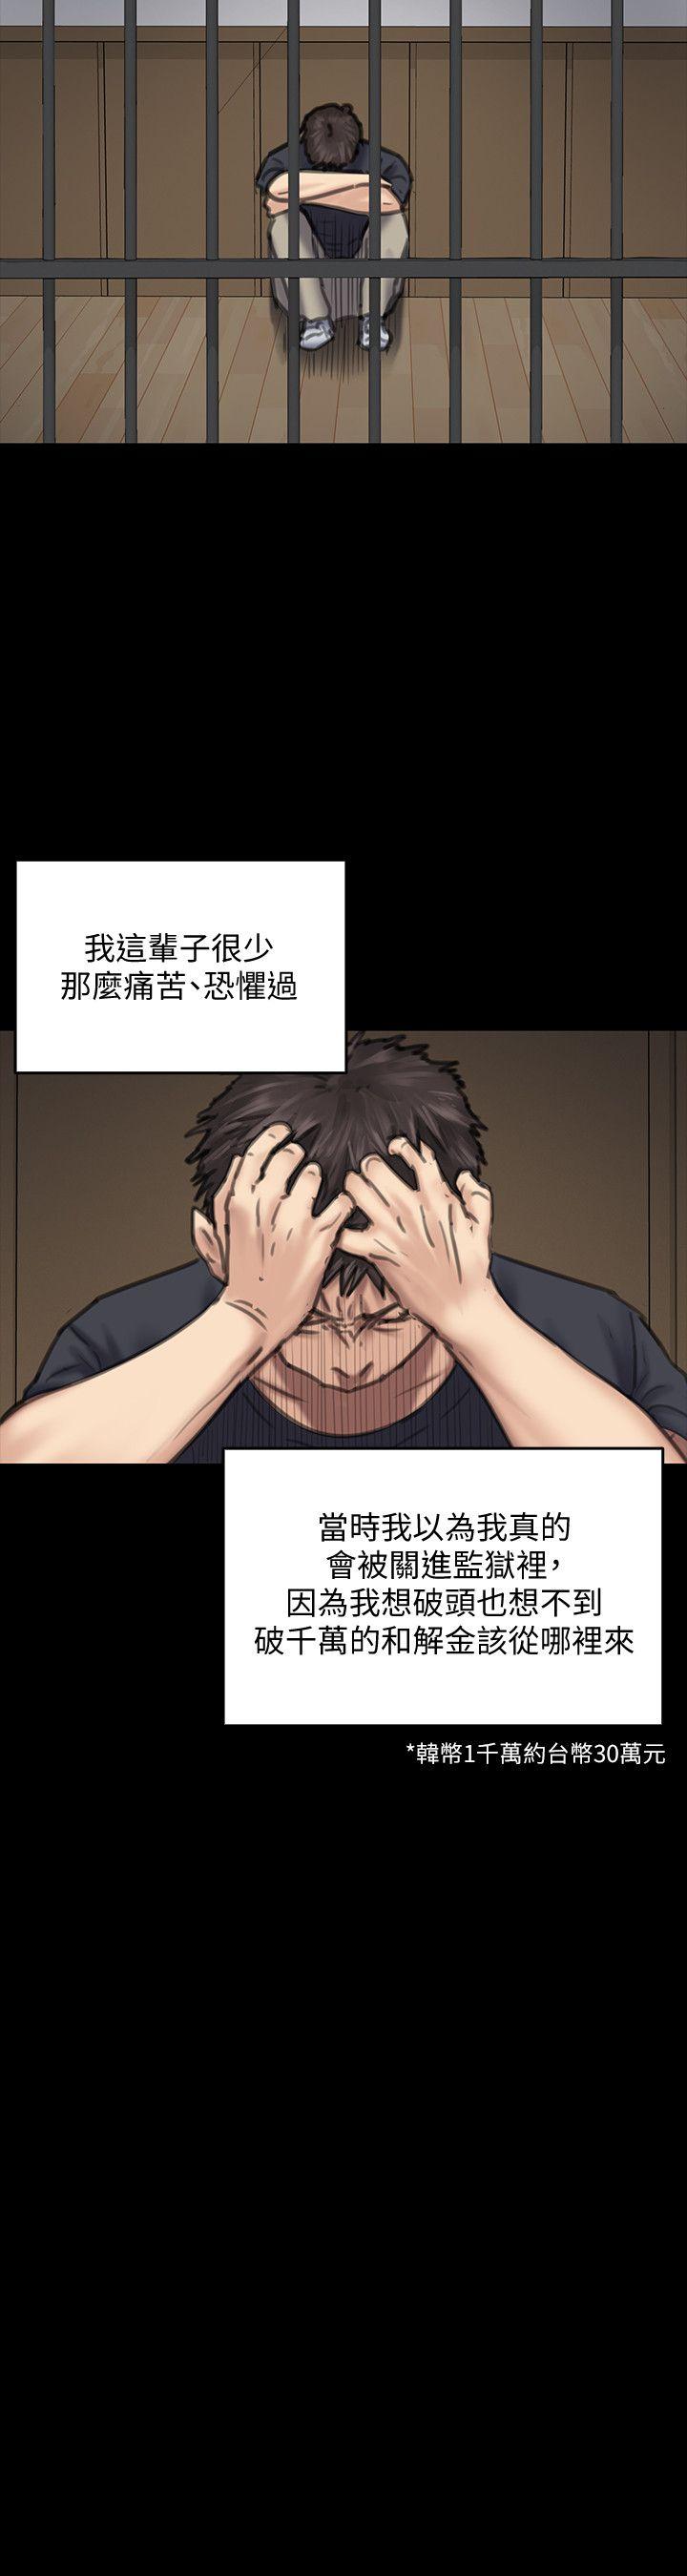 我這輩子很少
那麼痛苦、恐懼過
當時我以為我真的
會被關進監獄裡，
因為我想破頭也想不到
破千萬的和解金該從哪裡來
*韓幣1千萬約台幣30萬元